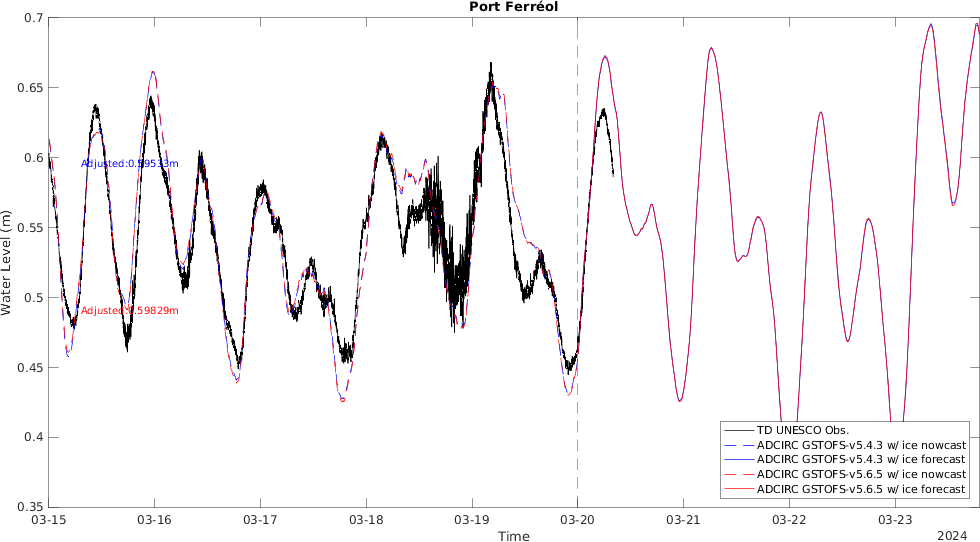 Port Ferréol
0.7
0.65
0.6
0.55
0.5
0.45
0.4
0.35
Water Level (m)
Adjusted:0.59533m
Adjusted:0.59829m
TD UNESCO Obs.
ADCIRC GSTOFS-v5.4.3 w/ ice nowcast
ADCIRC GSTOFS-v5.4.3 w/ ice forecast
ADCIRC GSTOFS-v5.6.5 w/ ice nowcast
ADCIRC GSTOFS-v5.6.5 w/ ice forecast
03-15 03-16 03-17 03-18 03-19 03-20 03-21 03-22 03-23
Time
2024